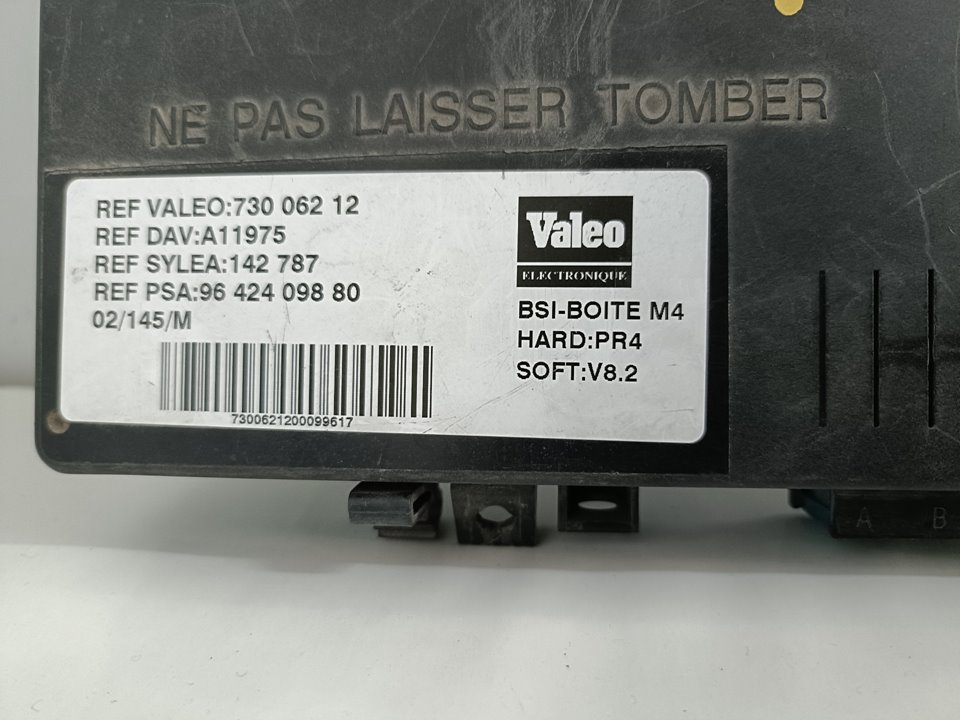 NE PAS LAISSER TOMBER
REF VALEO:730 062 12
REF DAV:A11975
REF SYLEA:142 787
REF PSA:96 424 098 80
02/145/M
7300621200099617
Valeo
ELECTRONIQUE
BSI-BOITE M4
HARD:PR4
SOFT:V8.2
A B